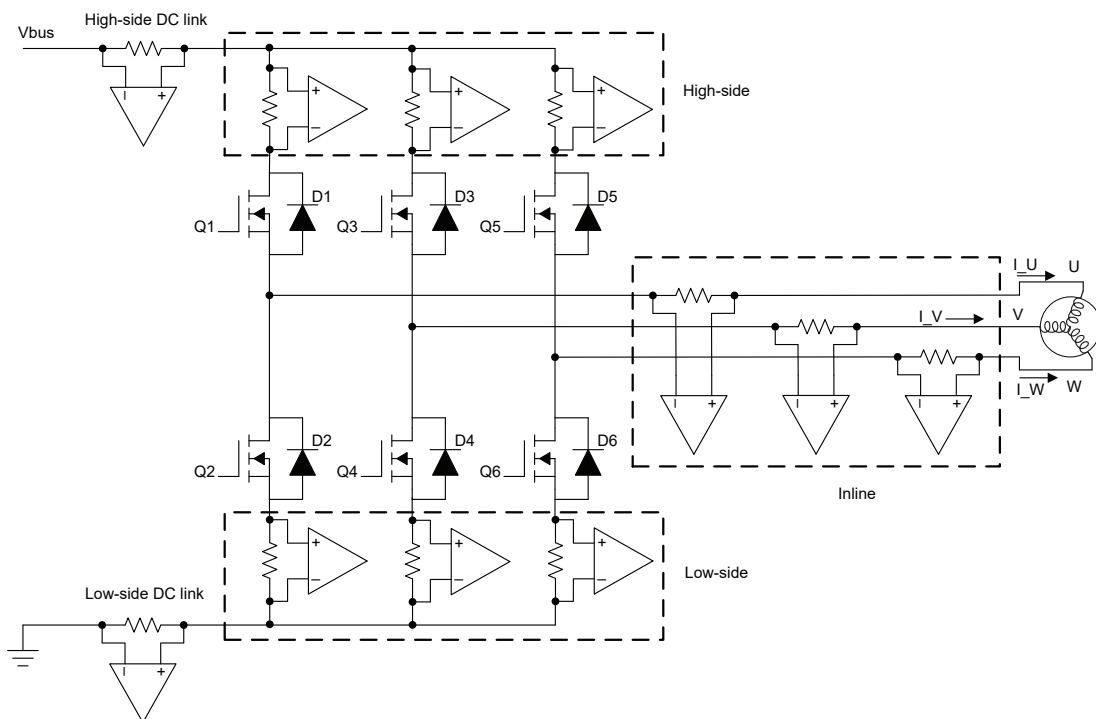 High-side DC link
Vbus
High-side
D1
D3
D5
Q1
Q3
Q5
I_U
U
I_V
V
I_W
W
D2
D4
D6
Q2
Q4
Q6
Inline
Low-side
Low-side DC link